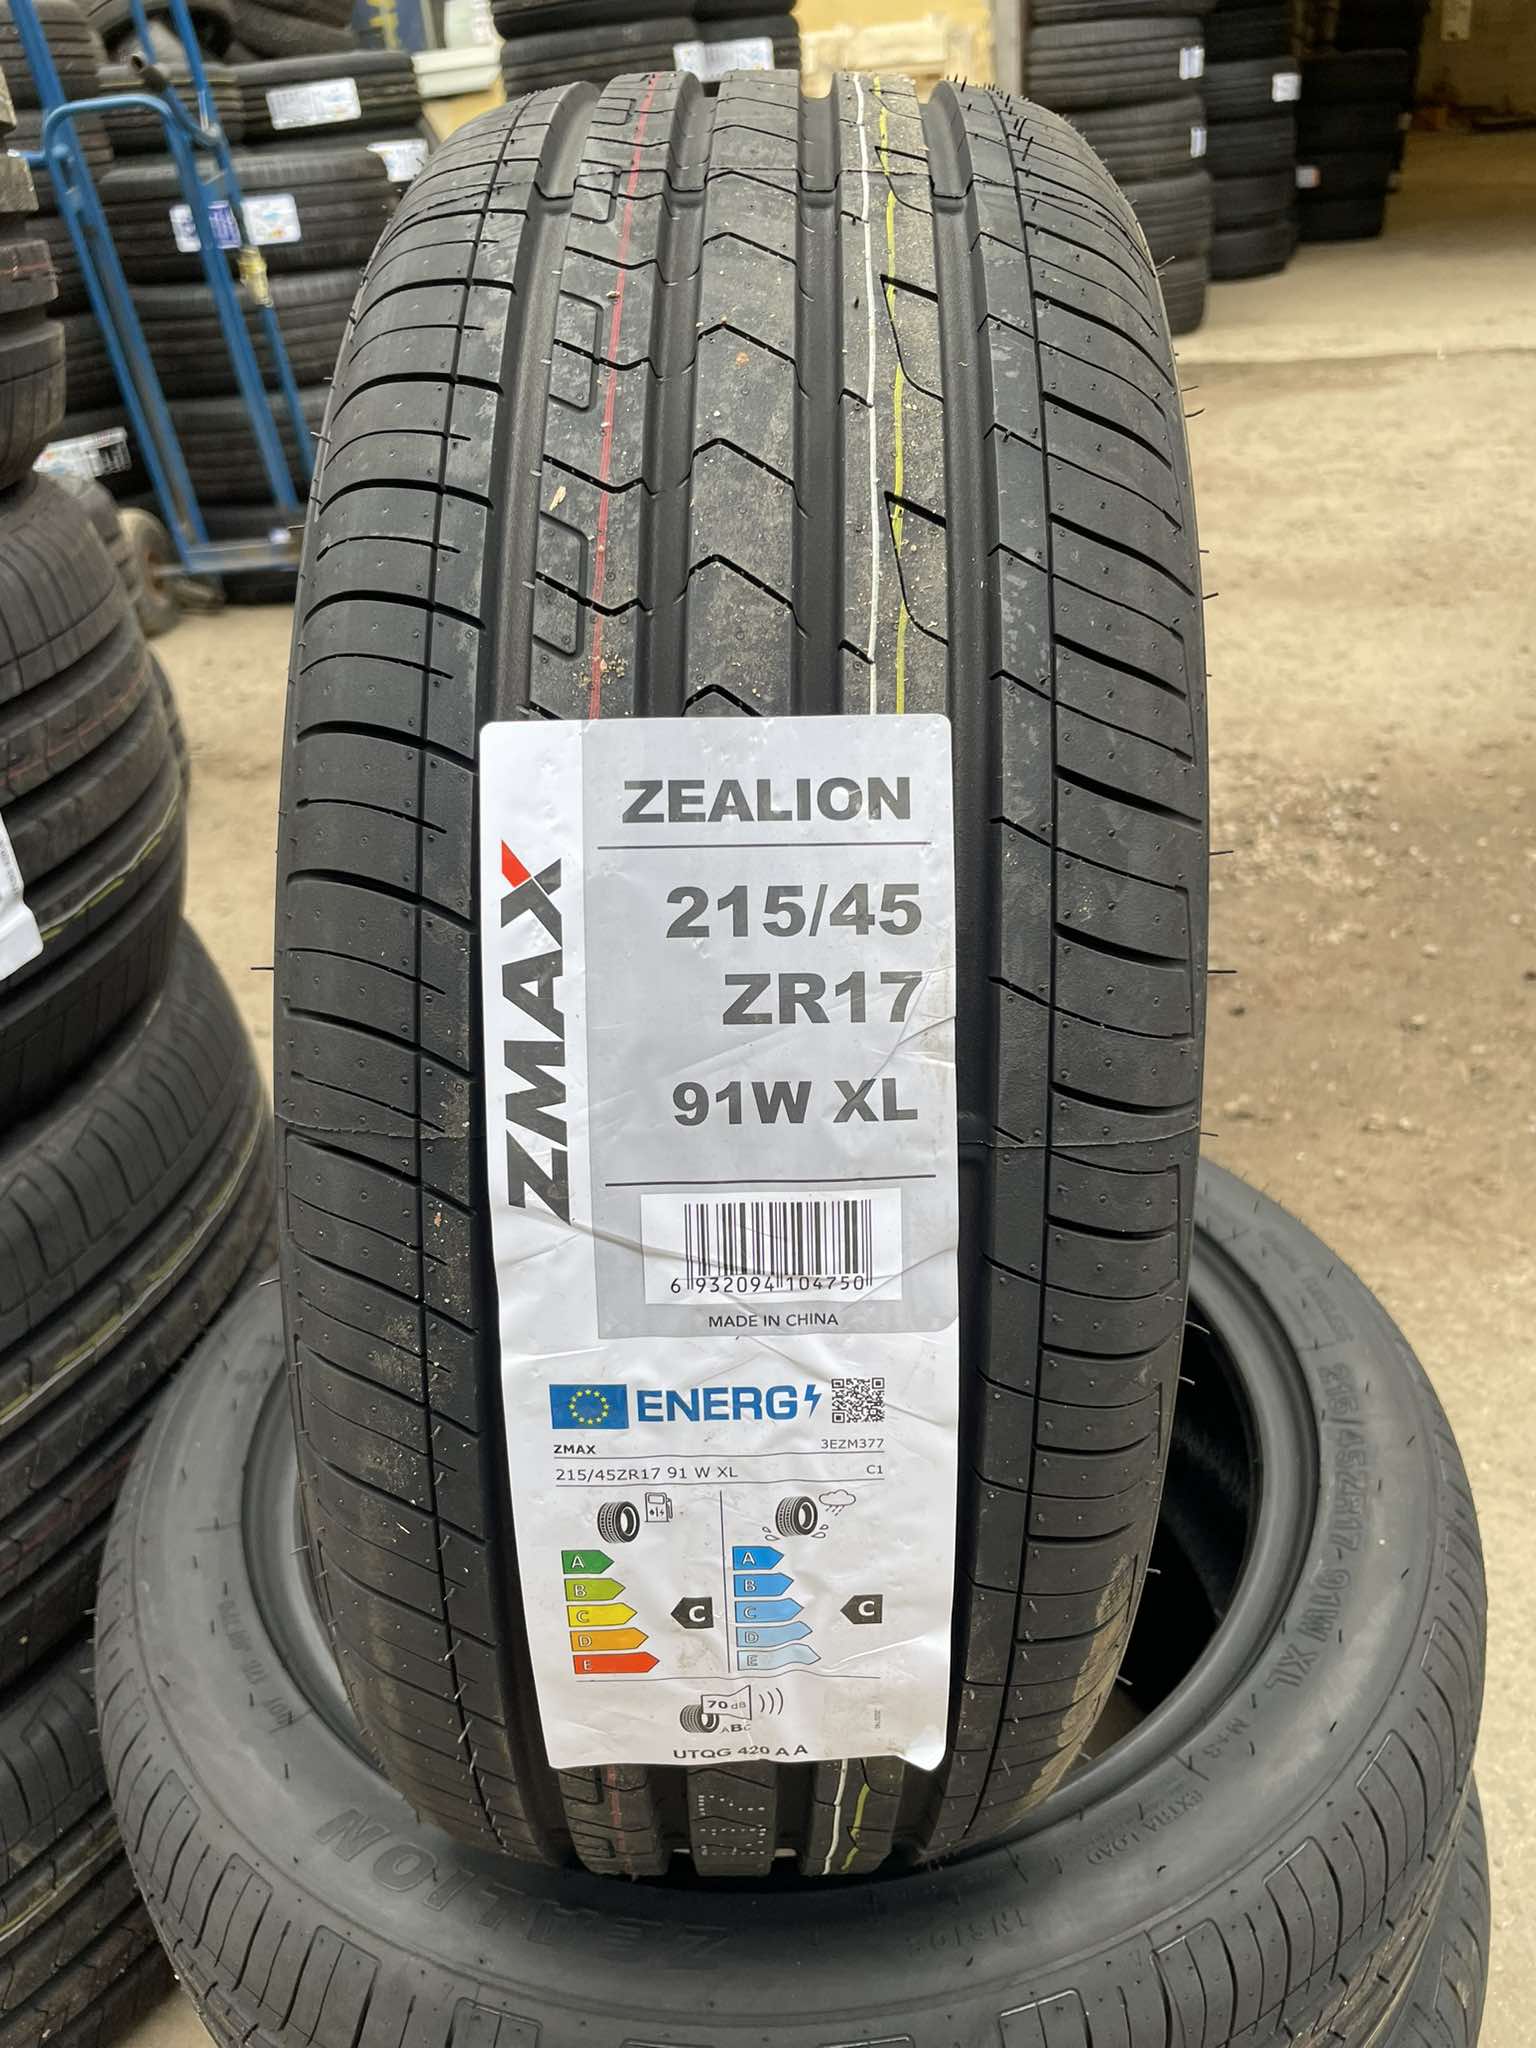 ZMAX
ZEALION
215/45
ZR17
91W XL
6 932094 104750
MADE IN CHINA
ENERG
ZMAX 3EZM377
215/45ZR17 91 W XL C1
A A
B B
C C C C
D D
E E
70 dB
ABC
UTQG 420 A A
215/45ZR17 91W XL
M+S
EXTRA LOAD
INSIDE
ZEALION